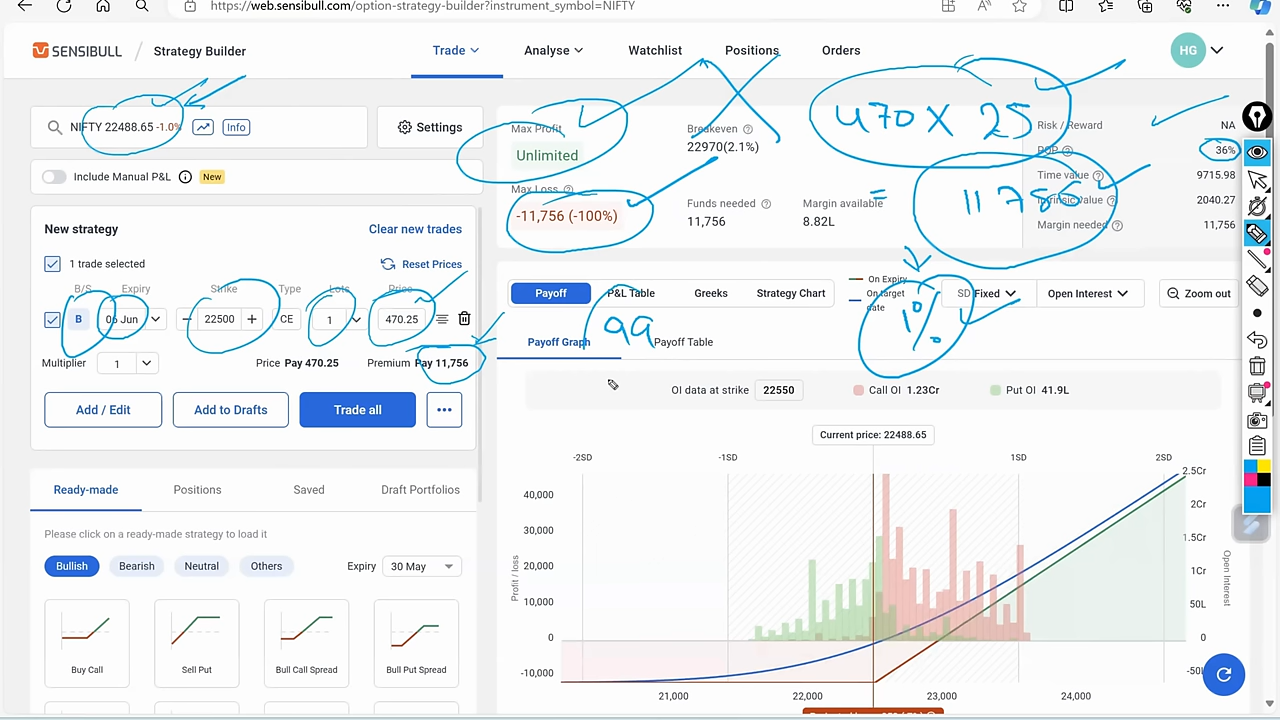 https://web.sensibull.com/option-strategy-builder?instrument_symbol=NIFTY
SENSIBULL / Strategy Builder
Trade
Analyse
Watchlist
Positions
Orders
HG
NIFTY 22488.65 -1.0%
Info
Settings
Include Manual P&L
New
New strategy
Clear new trades
1 trade selected
Reset Prices
B/S Expiry Strike Type Lots Price
B 06 Jun 22500 CE 1 470.25
Multiplier 1 Price Pay 470.25 Premium Pay 11,756
Add / Edit
Add to Drafts
Trade all
Ready-made Positions Saved Draft Portfolios
Please click on a ready-made strategy to load it
Bullish Bearish Neutral Others Expiry 30 May
Buy Call Sell Put Bull Call Spread Bull Put Spread
Max Profit
Unlimited
Max Loss
-11,756 (-100%)
Breakeven
22970(2.1%)
Funds needed
11,756
Margin available
8.82L
Risk / Reward NA
POP 36%
Time value 9715.98
Intrinsic value 2040.27
Margin needed 11,756
470 X 25
=
1%
99
Payoff P&L Table Greeks Strategy Chart
On Expiry
On target date
SD Fixed
Open Interest
Zoom out
Payoff Graph Payoff Table
OI data at strike 22550 Call OI 1.23Cr Put OI 41.9L
Current price: 22488.65
-2SD -1SD 1SD 2SD
40,000
30,000
20,000
10,000
0
-10,000
Profit / loss
2.5Cr
2Cr
1.5Cr
1Cr
50L
0
-50L
Open Interest
21,000 22,000 23,000 24,000